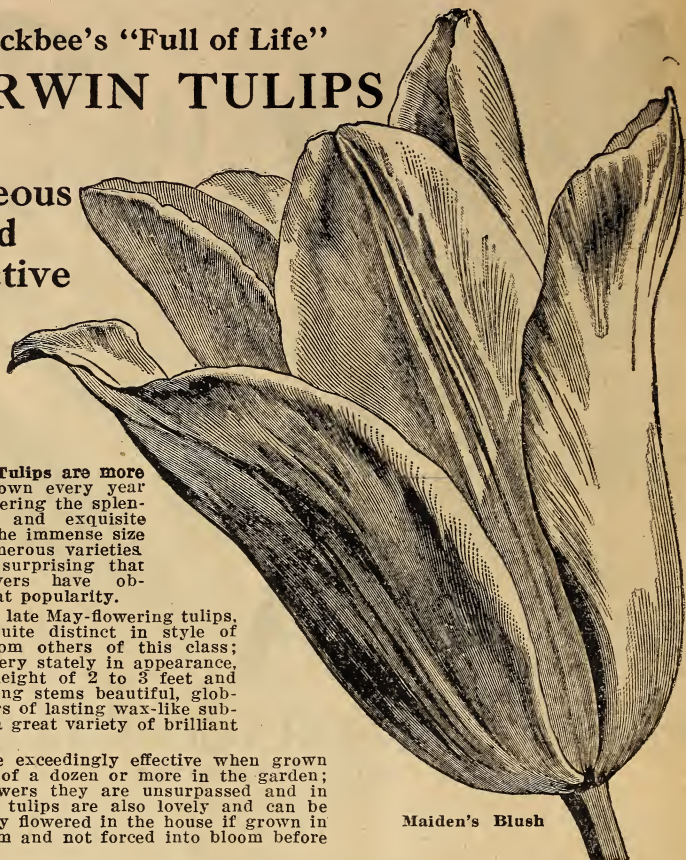 ckbee's “Full of Life”
RWIN TULIPS
eous
d
tive
Tulips are more
own every year
ering the splen-
and exquisite
he immense size
nerous varieties
surprising that
vers have ob-
at popularity.
late May-flowering tulips,
uite distinct in style of
om others of this class;
ery stately in appearance,
eight of 2 to 3 feet and
ng stems beautiful, glob-
rs of lasting wax-like sub-
a great variety of brilliant
e exceedingly effective when grown
of a dozen or more in the garden;
wers they are unsurpassed and in
tulips are also lovely and can be
y flowered in the house if grown in
m and not forced into bloom before
Maiden's Blush